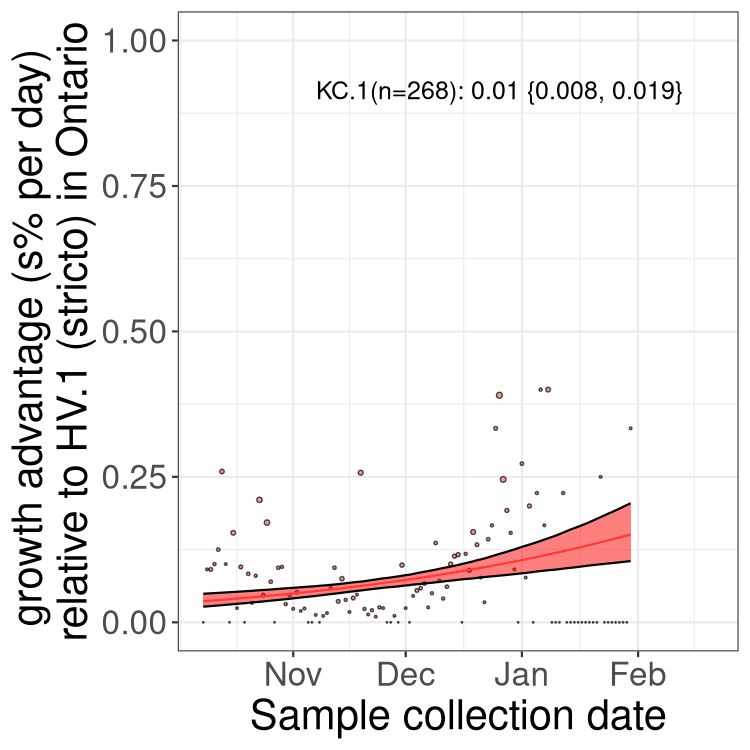 growth advantage (s% per day)
relative to HV.1 (stricto) in Ontario
1.00
0.75
0.50
0.25
0.00
KC.1(n=268): 0.01 {0.008, 0.019}
Nov Dec Jan Feb
Sample collection date